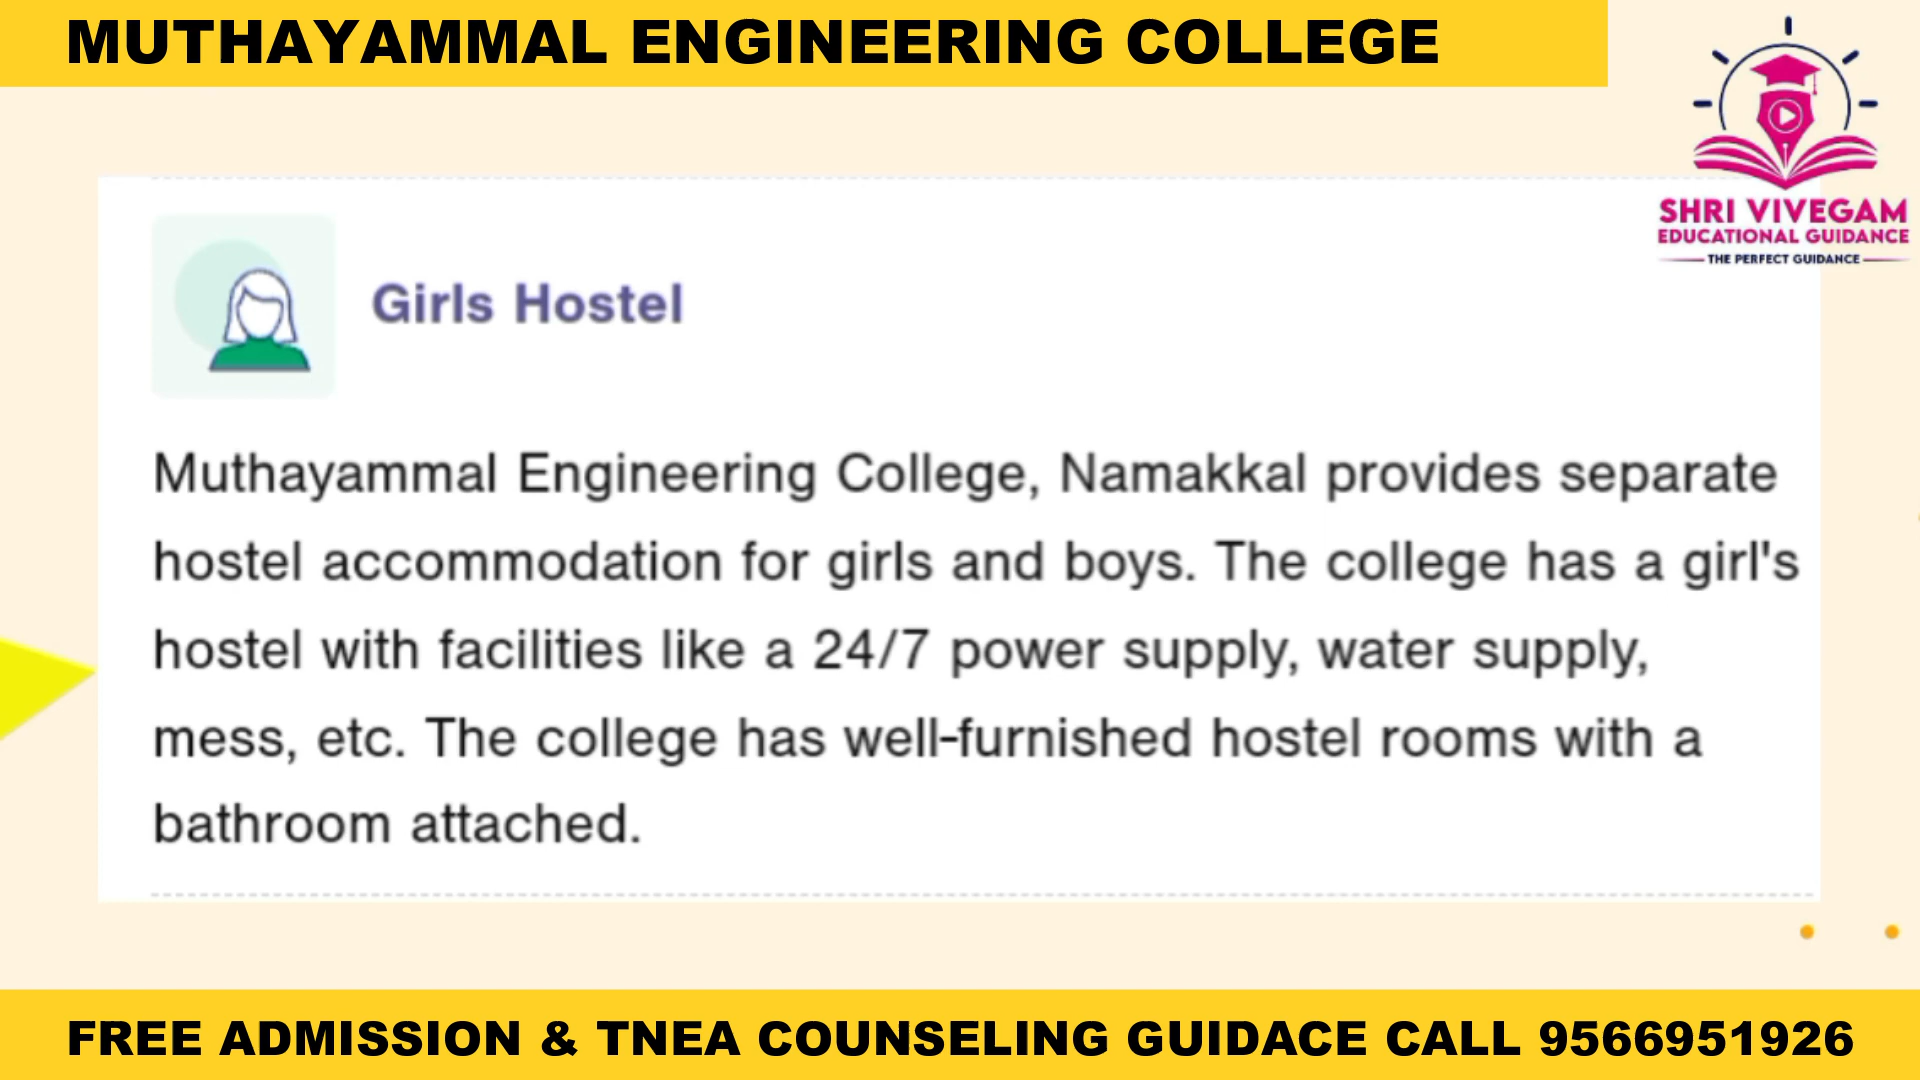 MUTHAYAMMAL ENGINEERING COLLEGE
SHRI VIVEGAM
EDUCATIONAL GUIDANCE
THE PERFECT GUIDANCE
Girls Hostel
Muthayammal Engineering College, Namakkal provides separate
hostel accommodation for girls and boys. The college has a girl's
hostel with facilities like a 24/7 power supply, water supply,
mess, etc. The college has well-furnished hostel rooms with a
bathroom attached.
FREE ADMISSION & TNEA COUNSELING GUIDACE CALL 9566951926